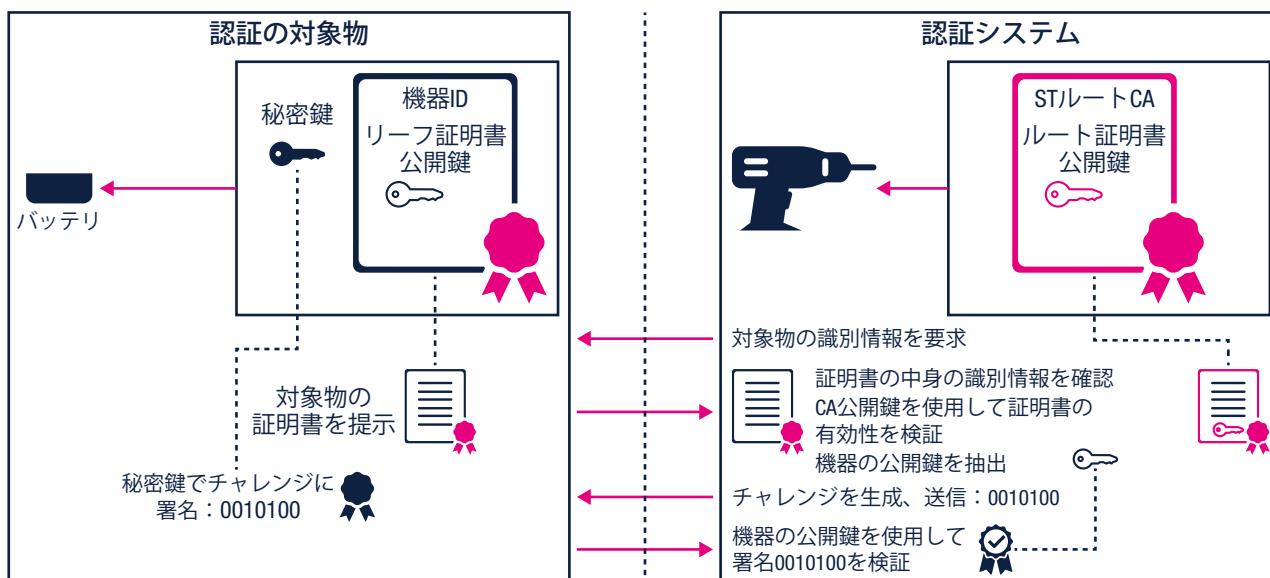 認証の対象物
秘密鍵
機器ID
リーフ証明書
公開鍵
バッテリ
対象物の
証明書を提示
秘密鍵でチャレンジに
署名：0010100
認証システム
STルートCA
ルート証明書
公開鍵
対象物の識別情報を要求
証明書の中身の識別情報を確認
CA公開鍵を使用して証明書の
有効性を検証
機器の公開鍵を抽出
チャレンジを生成、送信：0010100
機器の公開鍵を使用して
署名0010100を検証